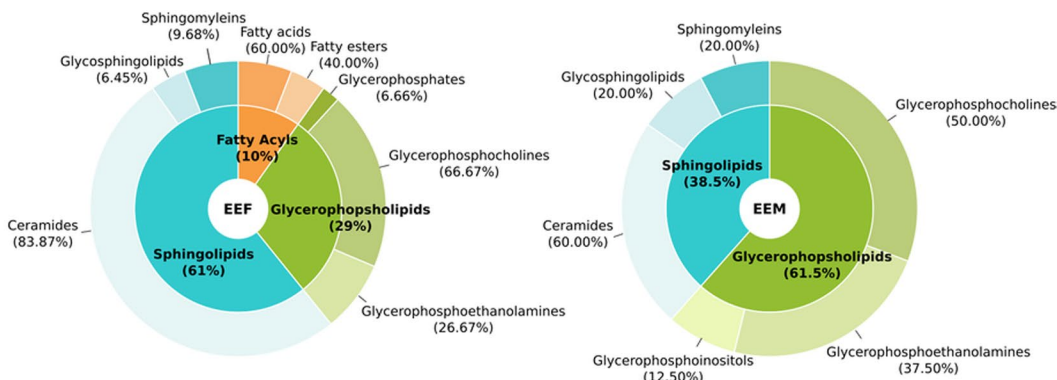 Sphingomyleins
(9.68%)
Fatty acids
(60.00%)
Fatty esters
(40.00%)
Glycosphingolipids
(6.45%)
Glycerophosphates
(6.66%)
Fatty Acyls
(10%)
Glycerophosphocholines
(66.67%)
EEF
Glycerophopsholipids
(29%)
Ceramides
(83.87%)
Sphingolipids
(61%)
Glycerophosphoethanolamines
(26.67%)
Sphingomyleins
(20.00%)
Glycosphingolipids
(20.00%)
Glycerophosphocholines
(50.00%)
Sphingolipids
(38.5%)
EEM
Ceramides
(60.00%)
Glycerophopsholipids
(61.5%)
Glycerophosphoinositols
(12.50%)
Glycerophosphoethanolamines
(37.50%)